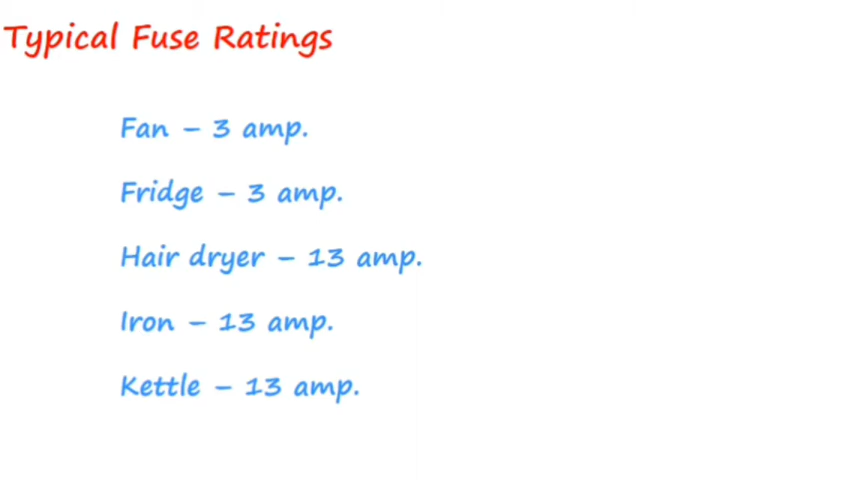 Typical Fuse Ratings
Fan – 3 amp.
Fridge – 3 amp.
Hair dryer – 13 amp.
Iron – 13 amp.
Kettle – 13 amp.